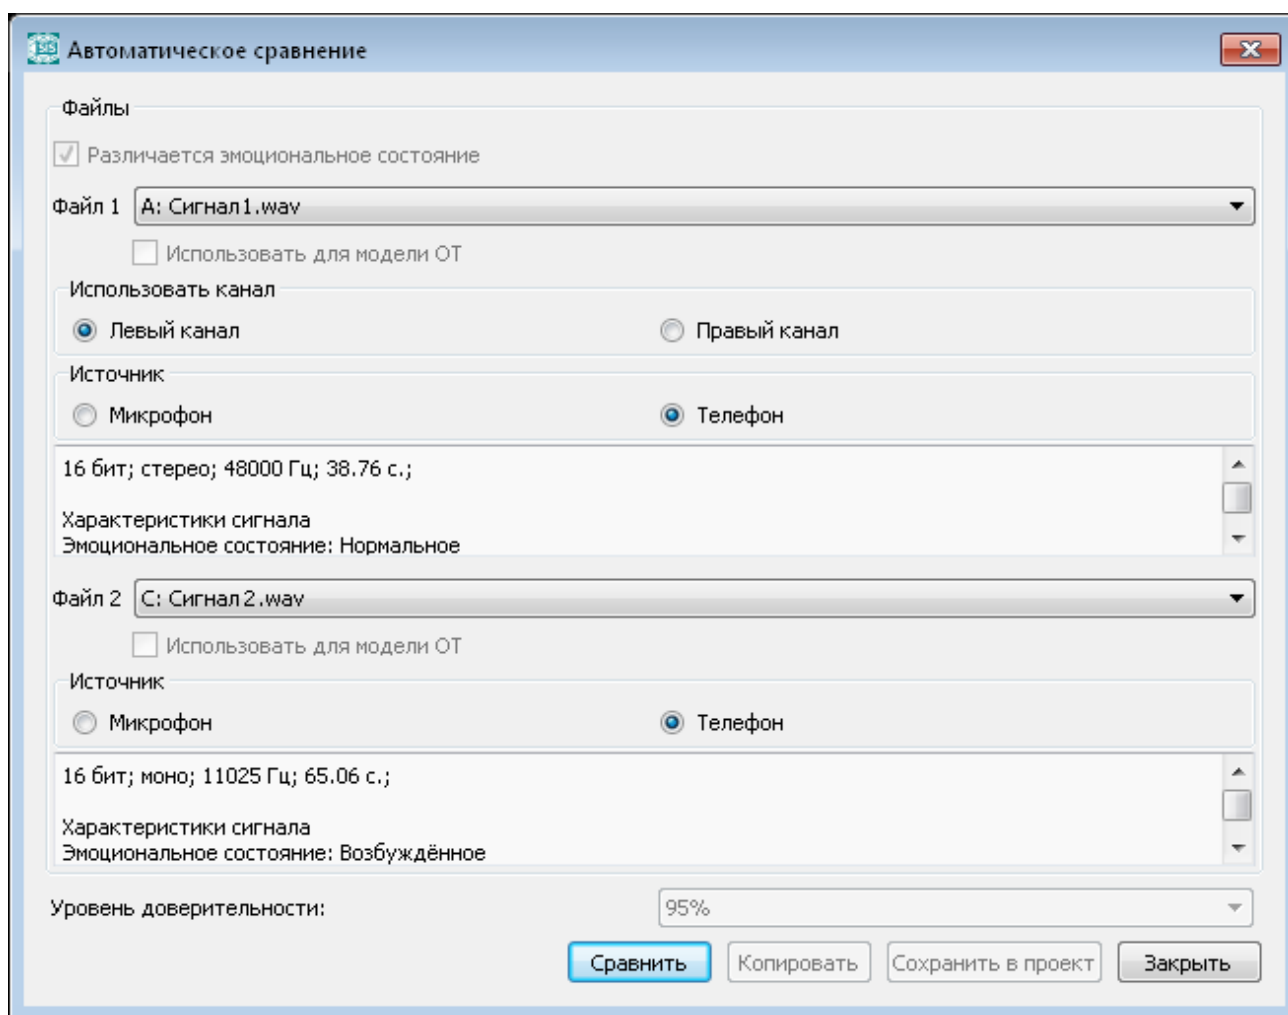 Автоматическое сравнение
Файлы
Различается эмоциональное состояние
Файл 1 A: Сигнал1.wav
Использовать для модели ОТ
Использовать канал
Левый канал Правый канал
Источник
Микрофон Телефон
16 бит; стерео; 48000 Гц; 38.76 с.;
Характеристики сигнала
Эмоциональное состояние: Нормальное
Файл 2 C: Сигнал2.wav
Использовать для модели ОТ
Источник
Микрофон Телефон
16 бит; моно; 11025 Гц; 65.06 с.;
Характеристики сигнала
Эмоциональное состояние: Возбуждённое
Уровень доверительности: 95%
Сравнить Копировать Сохранить в проект Закрыть